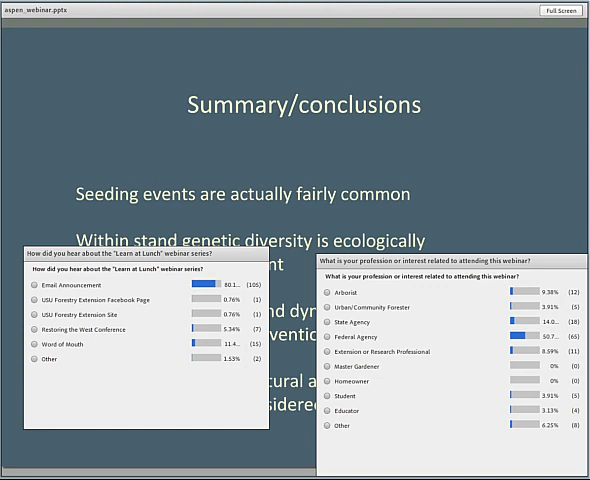 aspen_webinar.pptx
Full Screen
Summary/conclusions
Seeding events are actually fairly common
Within stand genetic diversity is ecologically
How did you hear about the "Learn at Lunch" webinar series?
How did you hear about the "Learn at Lunch" webinar series?
Email Announcement 80.1... (105)
USU Forestry Extension Facebook Page 0.76% (1)
USU Forestry Extension Site 0.76% (1)
Restoring the West Conference 5.34% (7)
Word of Mouth 11.4... (15)
Other 1.53% (2)
What is your profession or interest related to attending this webinar?
What is your profession or interest related to attending this webinar?
Arborist 9.38% (12)
Urban/Community Forester 3.91% (5)
State Agency 14.0... (18)
Federal Agency 50.7... (65)
Extension or Research Professional 8.59% (11)
Master Gardener 0% (0)
Homeowner 0% (0)
Student 3.91% (5)
Educator 3.13% (4)
Other 6.25% (8)